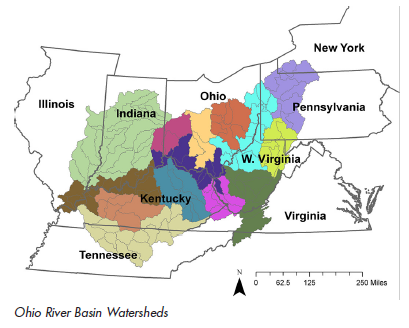 New York
Ohio
Illinois
Indiana
Pennsylvania
W. Virginia
Kentucky
Virginia
Tennessee
N
0 62.5 125 250 Miles
Ohio River Basin Watersheds